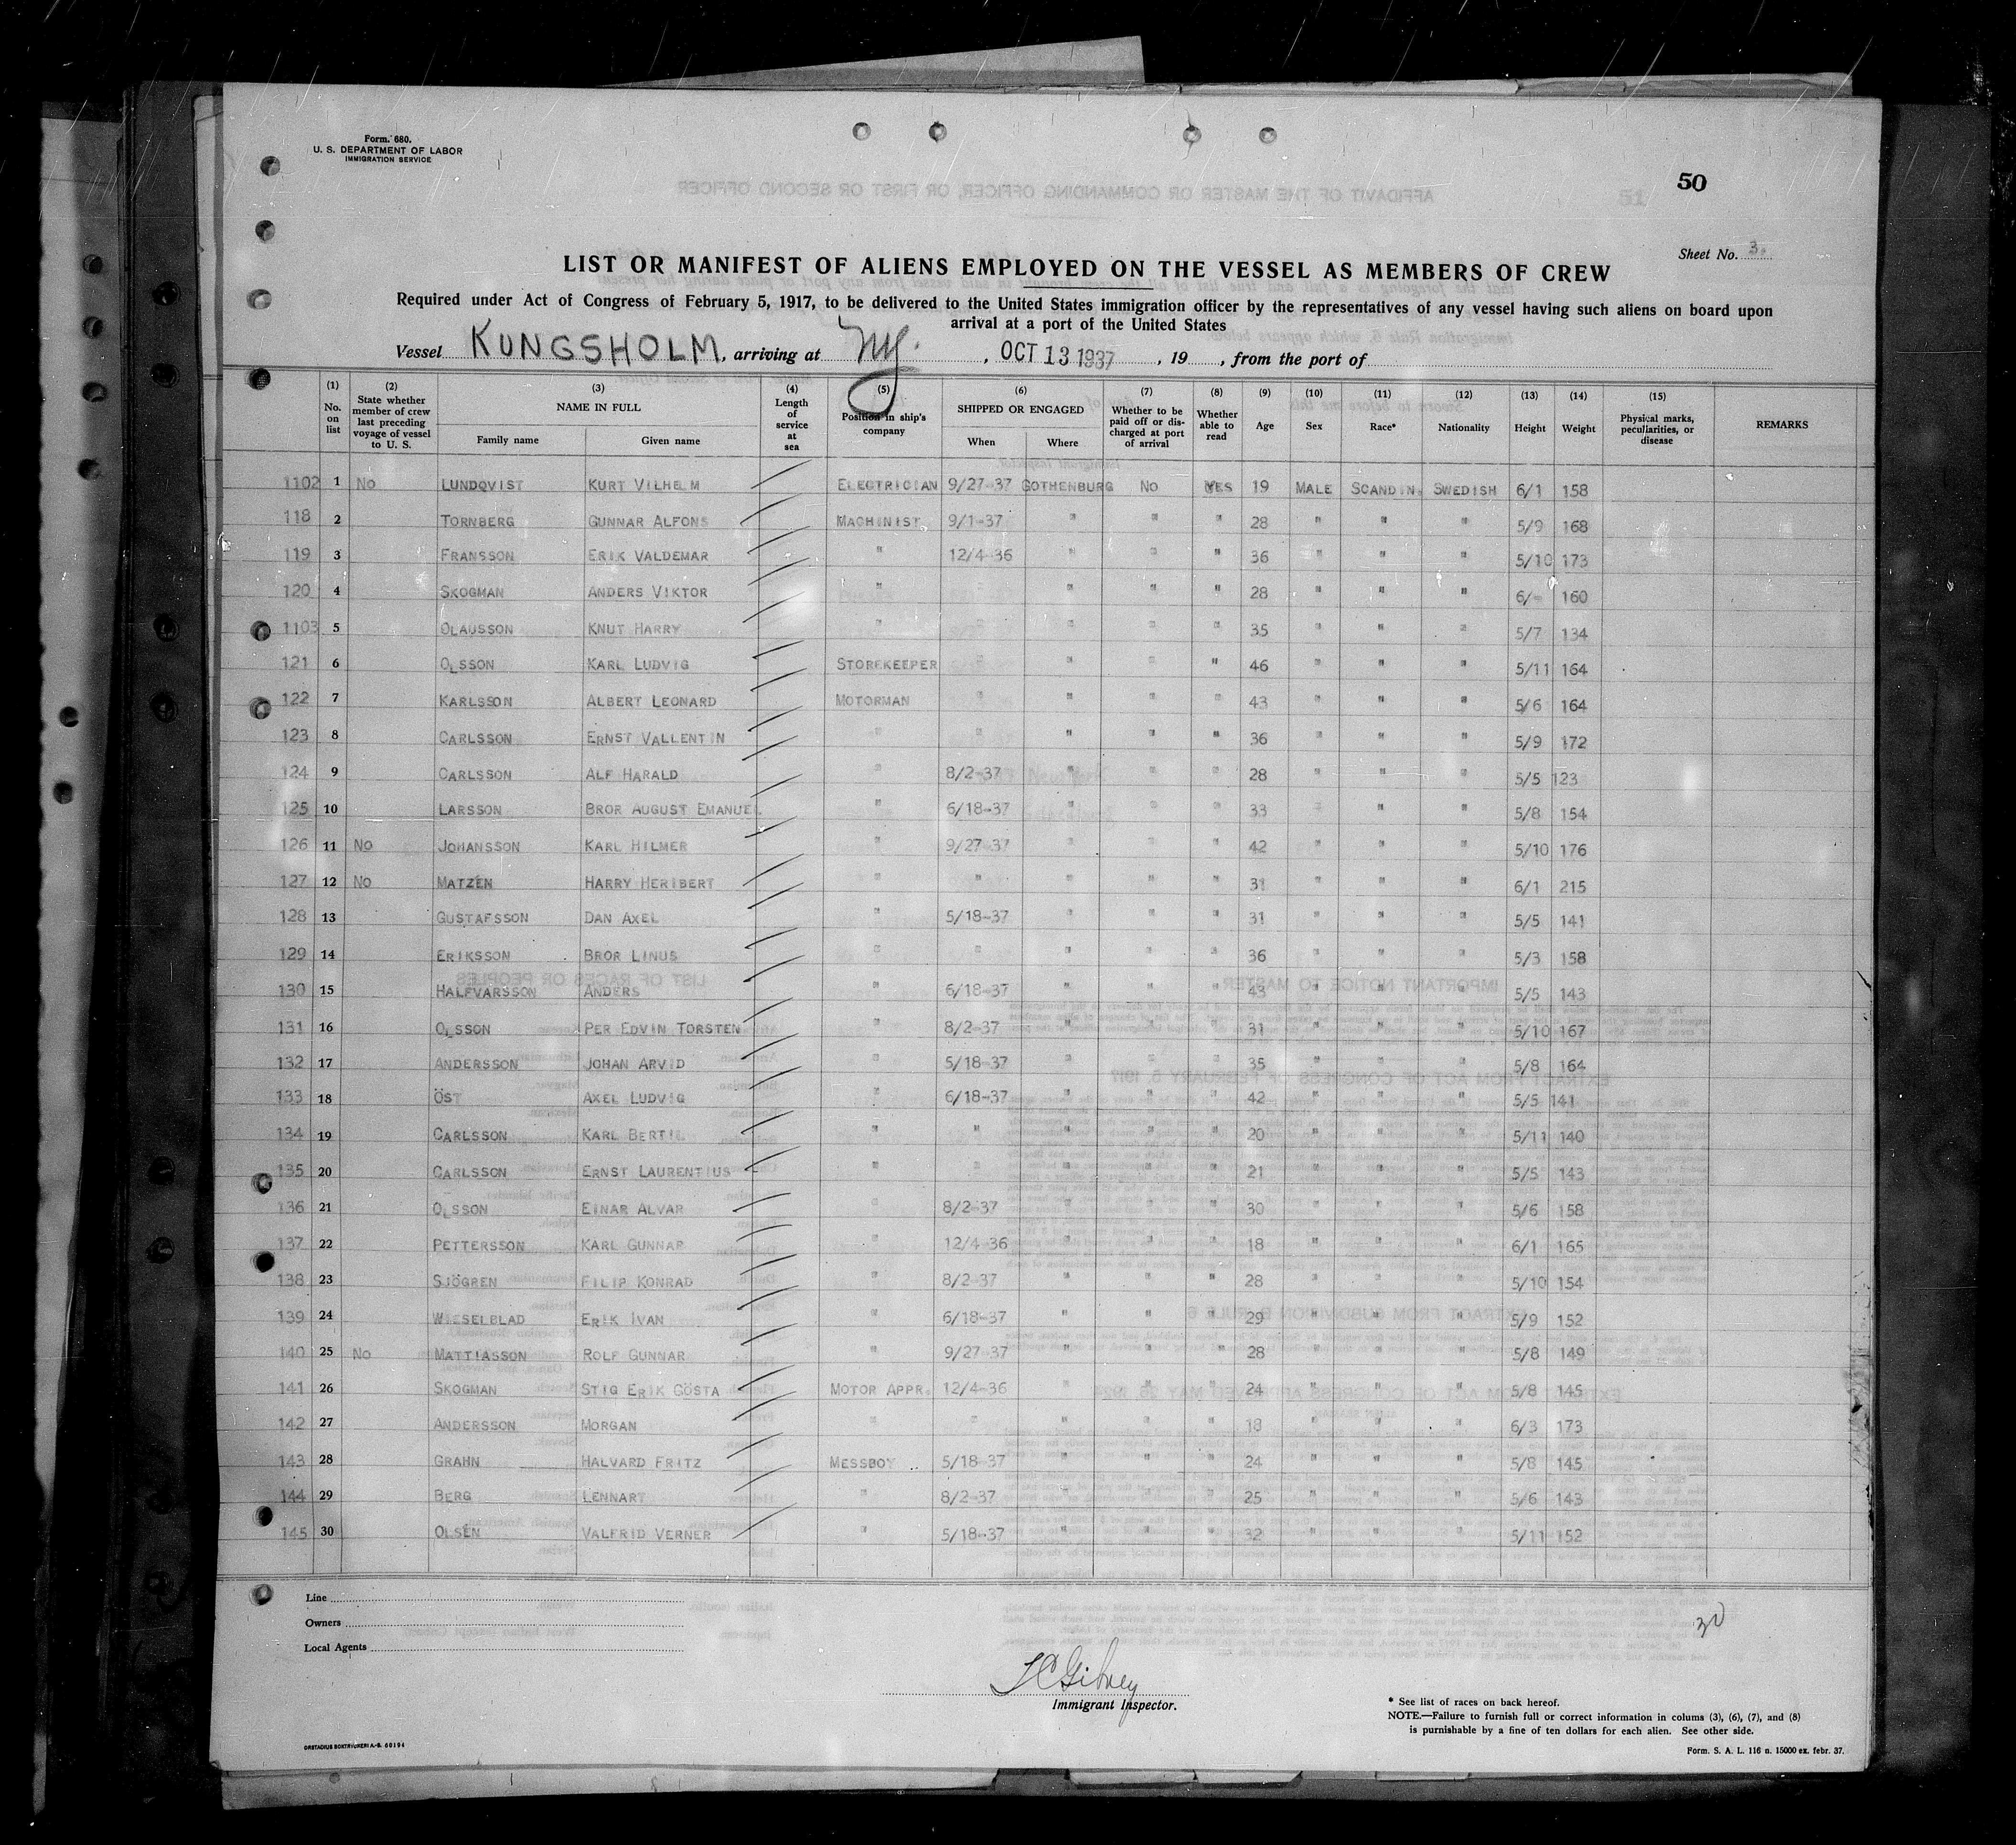 Form. 680.
U. S. DEPARTMENT OF LABOR
IMMIGRATION SERVICE
50
Sheet No. 3.
LIST OR MANIFEST OF ALIENS EMPLOYED ON THE VESSEL AS MEMBERS OF CREW
Required under Act of Congress of February 5, 1917, to be delivered to the United States immigration officer by the representatives of any vessel having such aliens on board upon
arrival at a port of the United States
Vessel KUNGSHOLM, arriving at NY., OCT 13 1937, 19, from the port of
(1) No. on list (2) State whether member of crew last preceding voyage of vessel to U. S. (3) NAME IN FULL Family name Given name (4) Length of service at sea (5) Position in ship's company (6) SHIPPED OR ENGAGED When Where (7) Whether to be paid off or discharged at port of arrival (8) Whether able to read (9) Age (10) Sex (11) Race* (12) Nationality (13) Height (14) Weight (15) Physical marks, peculiarities, or disease REMARKS
1102 1 No LUNDQVIST KURT VILHELM ELECTRICIAN 9/27-37 GOTHENBURG No YES 19 MALE SCANDIN. SWEDISH 6/1 158
118 2 TORNBERG GUNNAR ALFONS MACHINIST 9/1-37 " " " 28 " " " 5/9 168
119 3 FRANSSON ERIK VALDEMAR " 12/4-36 " " " 36 " " " 5/10 173
120 4 SKOGMAN ANDERS VIKTOR " " " " " 28 " " " 6/- 160
1103 5 OLAUSSON KNUT HARRY " " " " " 35 " " " 5/7 134
121 6 OLSSON KARL LUDVIG STOREKEEPER " " " " 46 " " " 5/11 164
122 7 KARLSSON ALBERT LEONARD MOTORMAN " " " " 43 " " " 5/6 164
123 8 CARLSSON ERNST VALLENTIN " " " " " 36 " " " 5/9 172
124 9 CARLSSON ALF HARALD " 8/2-37 " " " 28 " " " 5/5 123
125 10 LARSSON BROR AUGUST EMANUEL " 6/18-37 " " " 33 " " " 5/8 154
126 11 No JOHANSSON KARL HILMER " 9/27-37 " " " 42 " " " 5/10 176
127 12 No MATZÉN HARRY HERIBERT " " " " " 31 " " " 6/1 215
128 13 GUSTAFSSON DAN AXEL " 5/18-37 " " " 31 " " " 5/5 141
129 14 ERIKSSON BROR LINUS " " " " " 36 " " " 5/3 158
130 15 HALFVARSSON ANDERS " 6/18-37 " " " 43 " " " 5/5 143
131 16 OLSSON PER EDVIN TORSTEN " 8/2-37 " " " 31 " " " 5/10 167
132 17 ANDERSSON JOHAN ARVID " 5/18-37 " " " 35 " " " 5/8 164
133 18 ÖST AXEL LUDVIG " 6/18-37 " " " 42 " " " 5/5 141
134 19 CARLSSON KARL BERTIL " " " " " 20 " " " 5/11 140
135 20 CARLSSON ERNST LAURENTIUS " " " " " 21 " " " 5/5 143
136 21 OLSSON EINAR ALVAR " 8/2-37 " " " 30 " " " 5/6 158
137 22 PETTERSSON KARL GUNNAR " 12/4-36 " " " 18 " " " 6/1 165
138 23 SJÖGREN FILIP KONRAD " 8/2-37 " " " 28 " " " 5/10 154
139 24 WIESELBLAD ERIK IVAN " 6/18-37 " " " 29 " " " 5/9 152
140 25 No MATTIASSON ROLF GUNNAR " 9/27-37 " " " 28 " " " 5/8 149
141 26 SKOGMAN STIG ERIK GÖSTA MOTOR APPR. 12/4-36 " " " 24 " " " 5/8 145
142 27 ANDERSSON MORGAN " " " " " 18 " " " 6/3 173
143 28 GRAHN HALVARD FRITZ MESSBOY 5/18-37 " " " 24 " " " 5/8 145
144 29 BERG LENNART " 8/2-37 " " " 25 " " " 5/6 143
145 30 OLSÉN VALFRID VERNER " 5/18-37 " " " 32 " " " 5/11 152
Line
Owners
Local Agents
30
J C Gibney
Immigrant Inspector.
* See list of races on back hereof.
NOTE.—Failure to furnish full or correct information in colums (3), (6), (7), and (8)
is punishable by a fine of ten dollars for each alien. See other side.
Form. S. A. L. 116 n. 15000 ex. febr. 37.